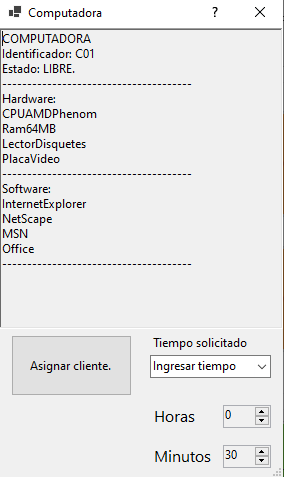 Computadora
COMPUTADORA
Identificador: C01
Estado: LIBRE.
------------------------------------
Hardware:
CPUAMDPhenom
Ram64MB
LectorDisquetes
PlacaVideo
------------------------------------
Software:
InternetExplorer
NetScape
MSN
Office
------------------------------------
Asignar cliente.
Tiempo solicitado
Ingresar tiempo
Horas 0
Minutos 30